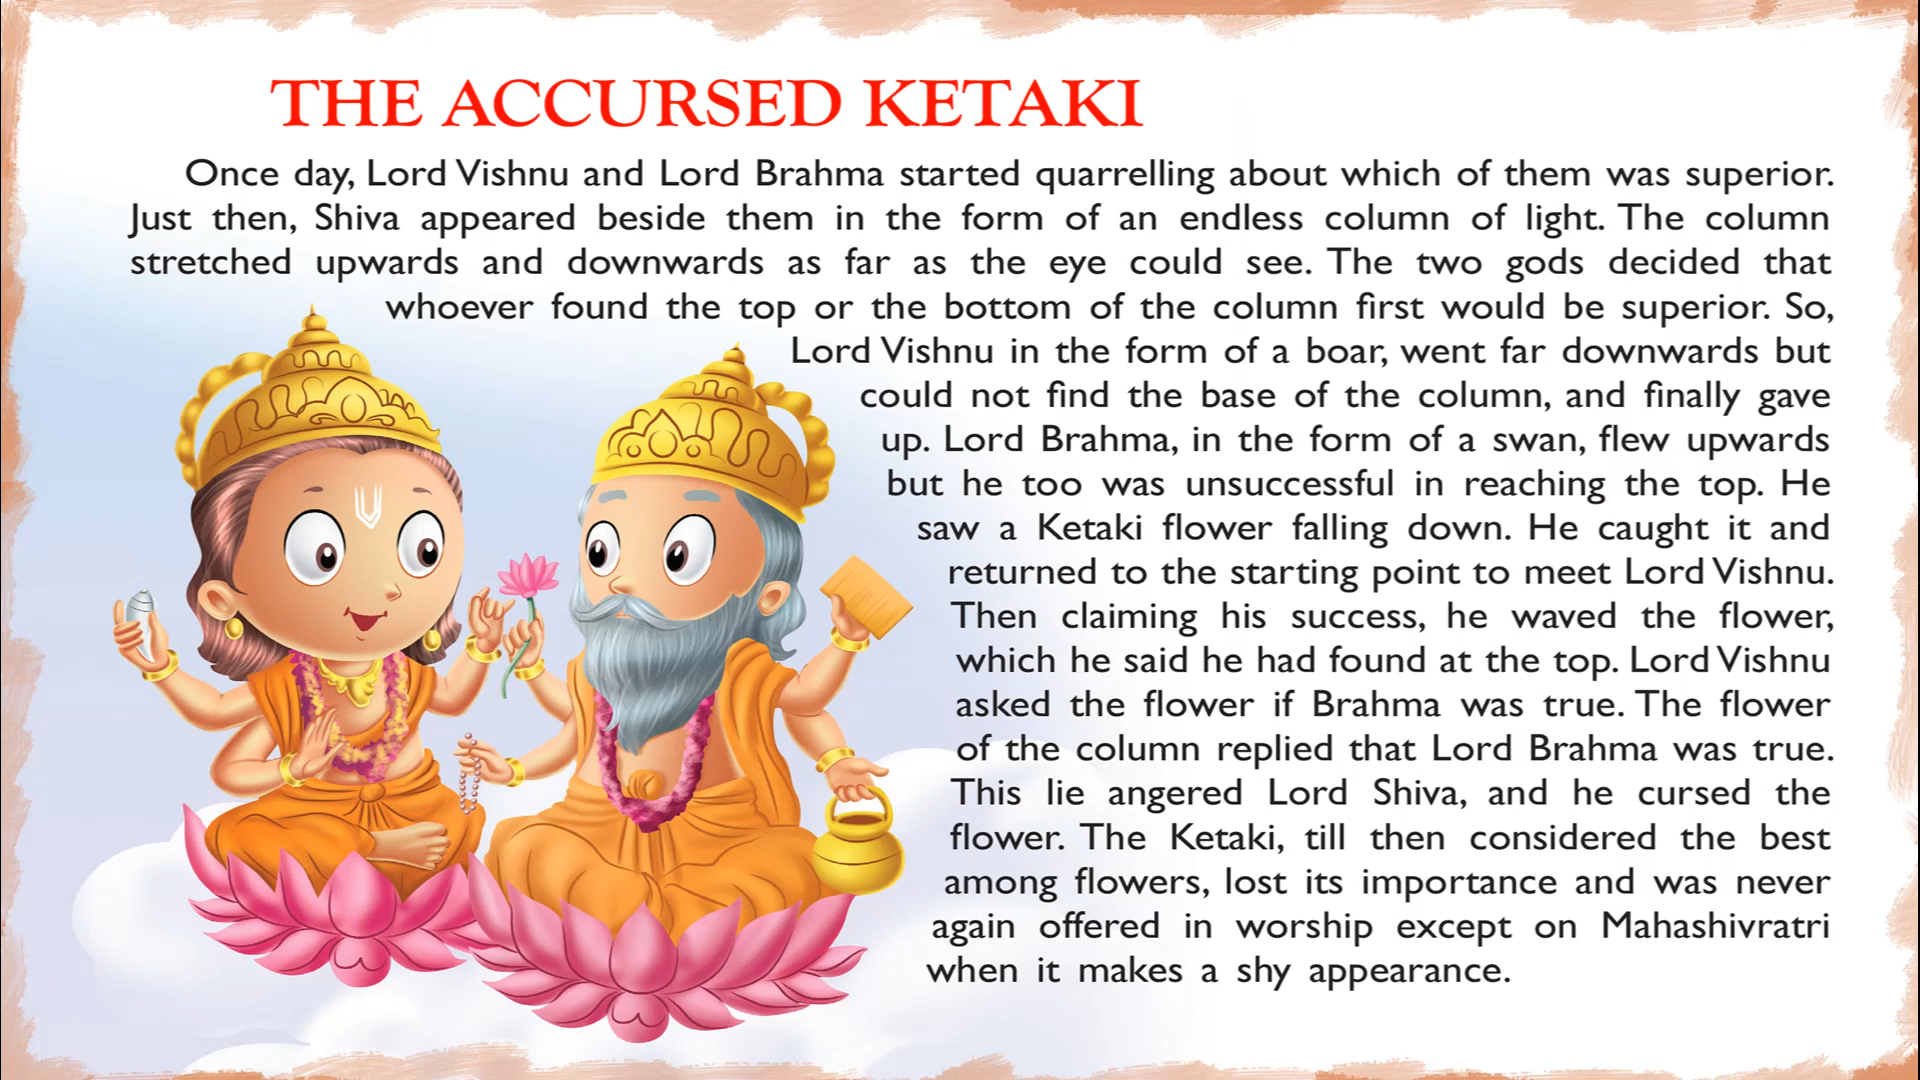 THE ACCURSED KETAKI
Once day, Lord Vishnu and Lord Brahma started quarrelling about which of them was superior.
Just then, Shiva appeared beside them in the form of an endless column of light. The column
stretched upwards and downwards as far as the eye could see. The two gods decided that
whoever found the top or the bottom of the column first would be superior. So,
Lord Vishnu in the form of a boar, went far downwards but
could not find the base of the column, and finally gave
up. Lord Brahma, in the form of a swan, flew upwards
but he too was unsuccessful in reaching the top. He
saw a Ketaki flower falling down. He caught it and
returned to the starting point to meet Lord Vishnu.
Then claiming his success, he waved the flower,
which he said he had found at the top. Lord Vishnu
asked the flower if Brahma was true. The flower
of the column replied that Lord Brahma was true.
This lie angered Lord Shiva, and he cursed the
flower. The Ketaki, till then considered the best
among flowers, lost its importance and was never
again offered in worship except on Mahashivratri
when it makes a shy appearance.